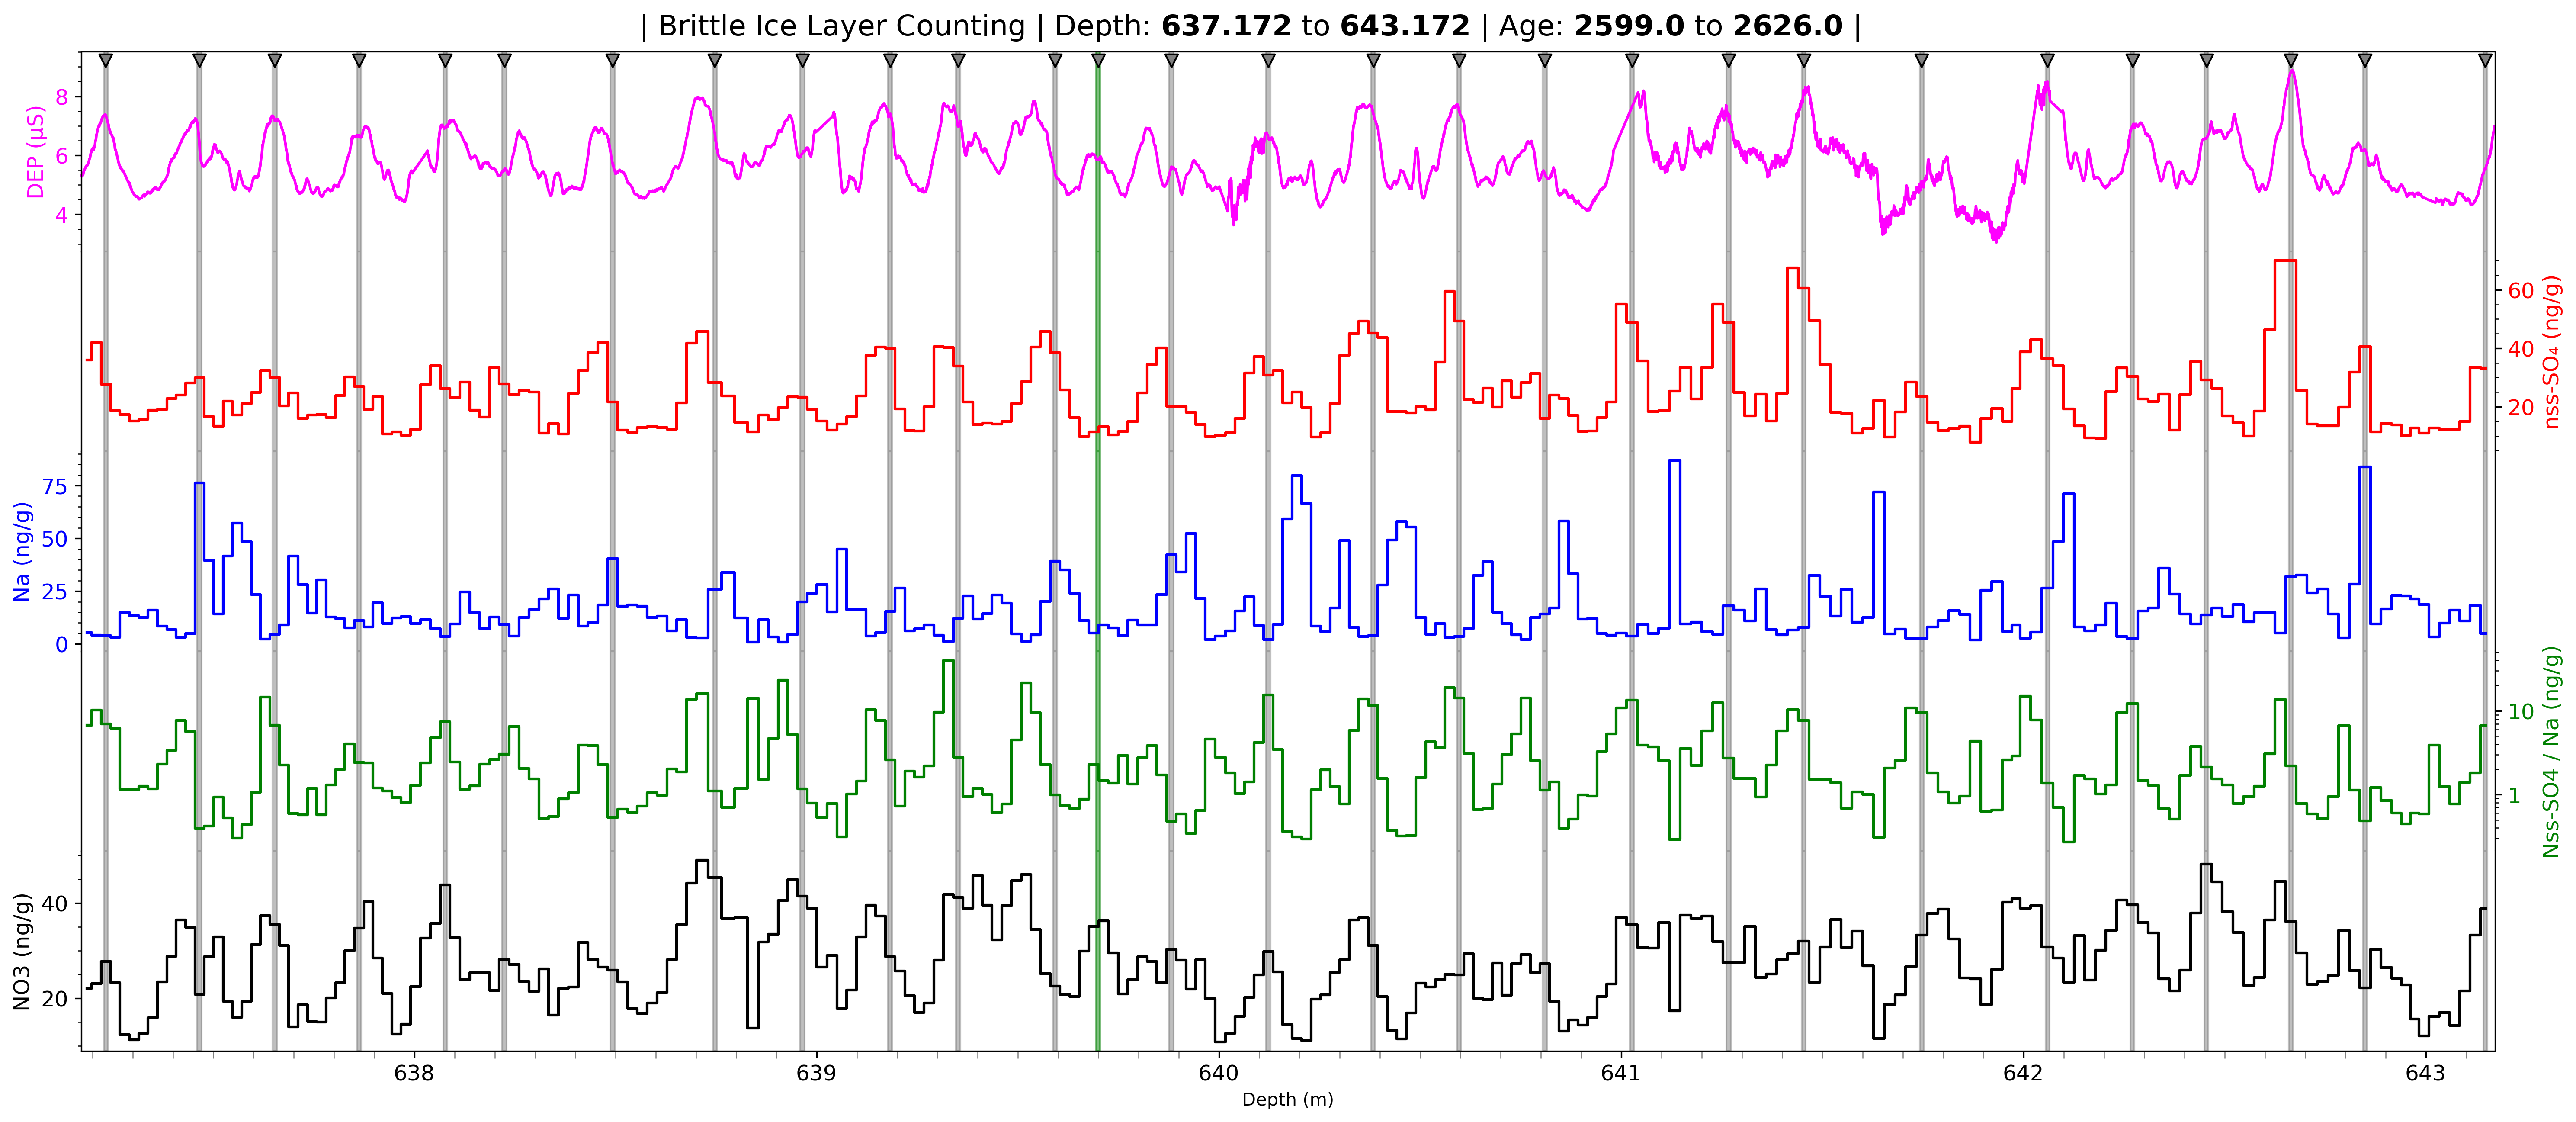 | Brittle Ice Layer Counting | Depth: 637.172 to 643.172 | Age: 2599.0 to 2626.0 |
DEP (μS)
8
6
4
nss-SO₄ (ng/g)
60
40
20
Na (ng/g)
75
50
25
0
Nss-SO4 / Na (ng/g)
10
1
NO3 (ng/g)
40
20
638
639
640
641
642
643
Depth (m)